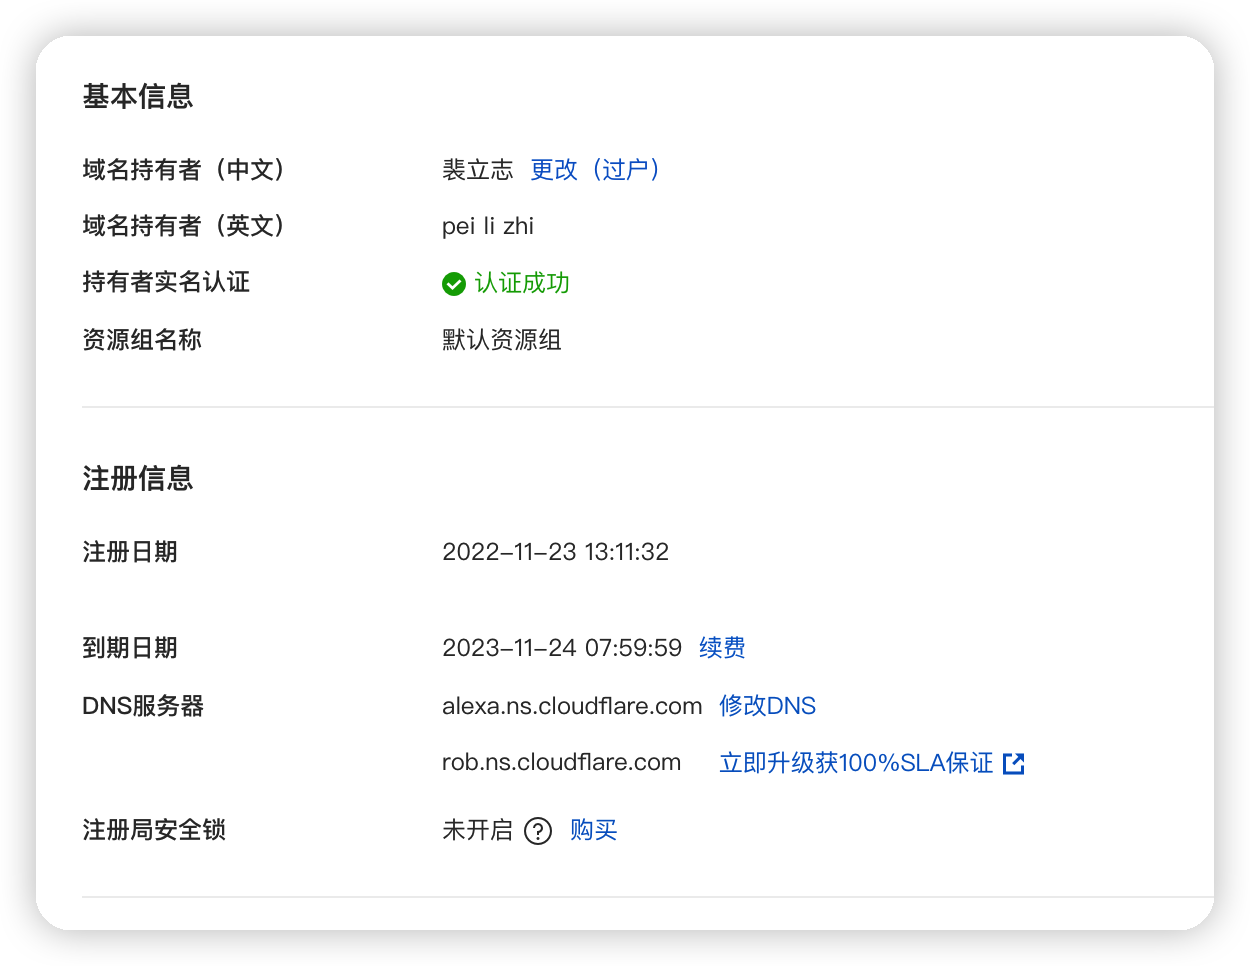 基本信息
域名持有者（中文） 裴立志 更改（过户）
域名持有者（英文） pei li zhi
持有者实名认证 认证成功
资源组名称 默认资源组
注册信息
注册日期 2022-11-23 13:11:32
到期日期 2023-11-24 07:59:59 续费
DNS服务器 alexa.ns.cloudflare.com 修改DNS
rob.ns.cloudflare.com 立即升级获100%SLA保证
注册局安全锁 未开启 ? 购买